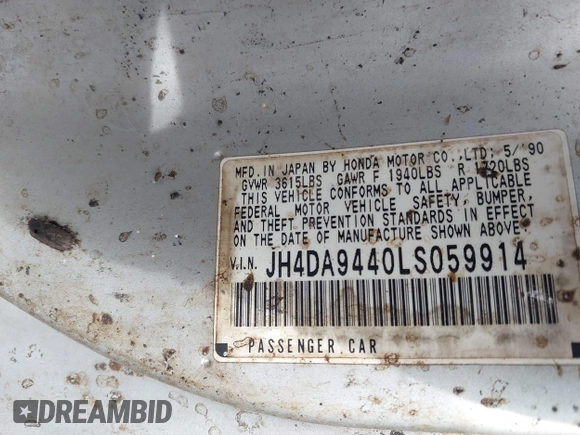 MFD. IN JAPAN BY HONDA MOTOR CO.,LTD: 5/'90
GVWR 3615LBS GAWR F 1940LBS R 1720LBS
THIS VEHICLE CONFORMS TO ALL APPLICABLE
FEDERAL MOTOR VEHICLE SAFETY, BUMPER,
AND THEFT PREVENTION STANDARDS IN EFFECT
ON THE DATE OF MANUFACTURE SHOWN ABOVE.
V.I.N. JH4DA9440LS059914
PASSENGER CAR
DREAMBID